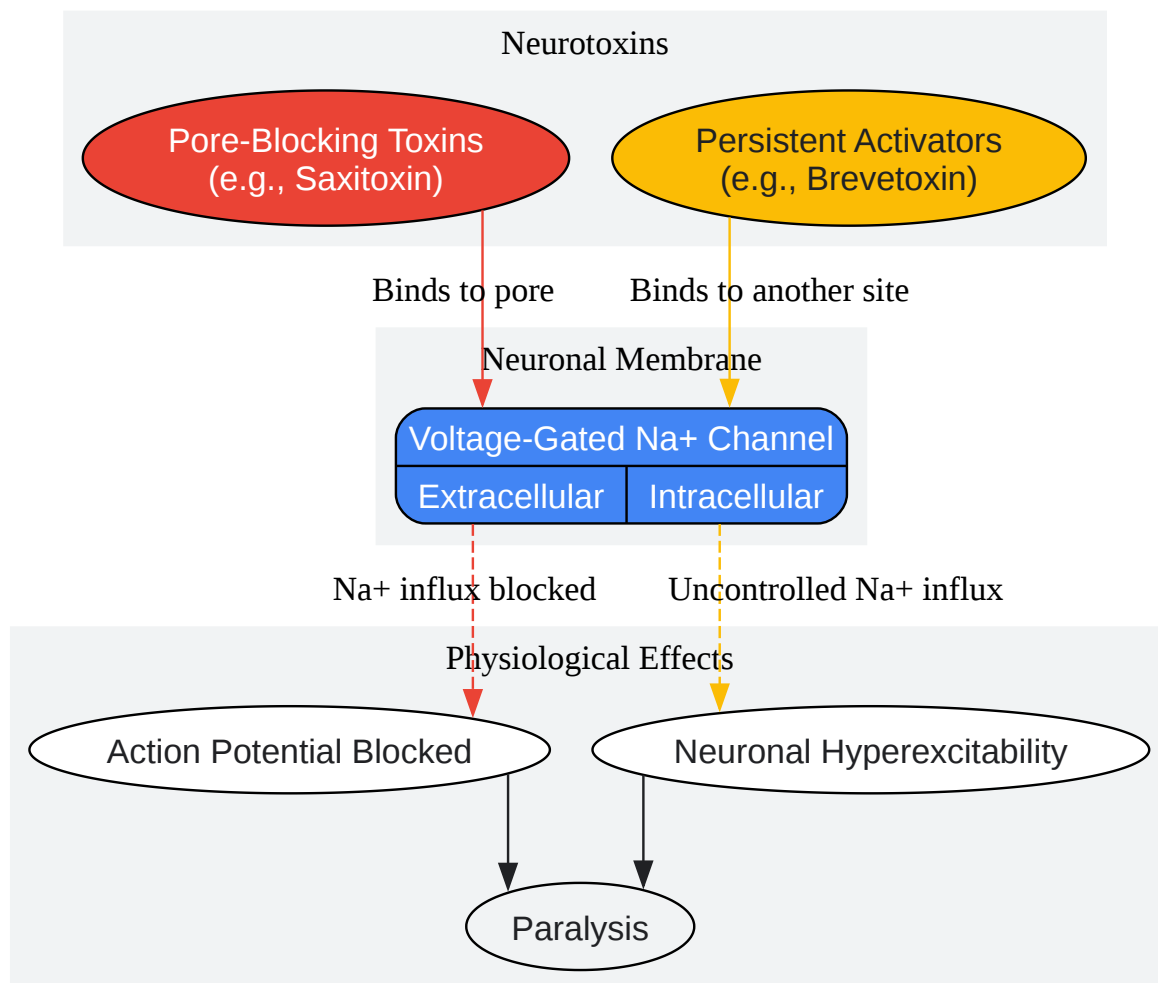 Neurotoxins
Pore-Blocking Toxins
(e.g., Saxitoxin)
Persistent Activators
(e.g., Brevetoxin)
Binds to pore
Binds to another site
Neuronal Membrane
Voltage-Gated Na+ Channel
Extracellular
Intracellular
Na+ influx blocked
Uncontrolled Na+ influx
Physiological Effects
Action Potential Blocked
Neuronal Hyperexcitability
Paralysis